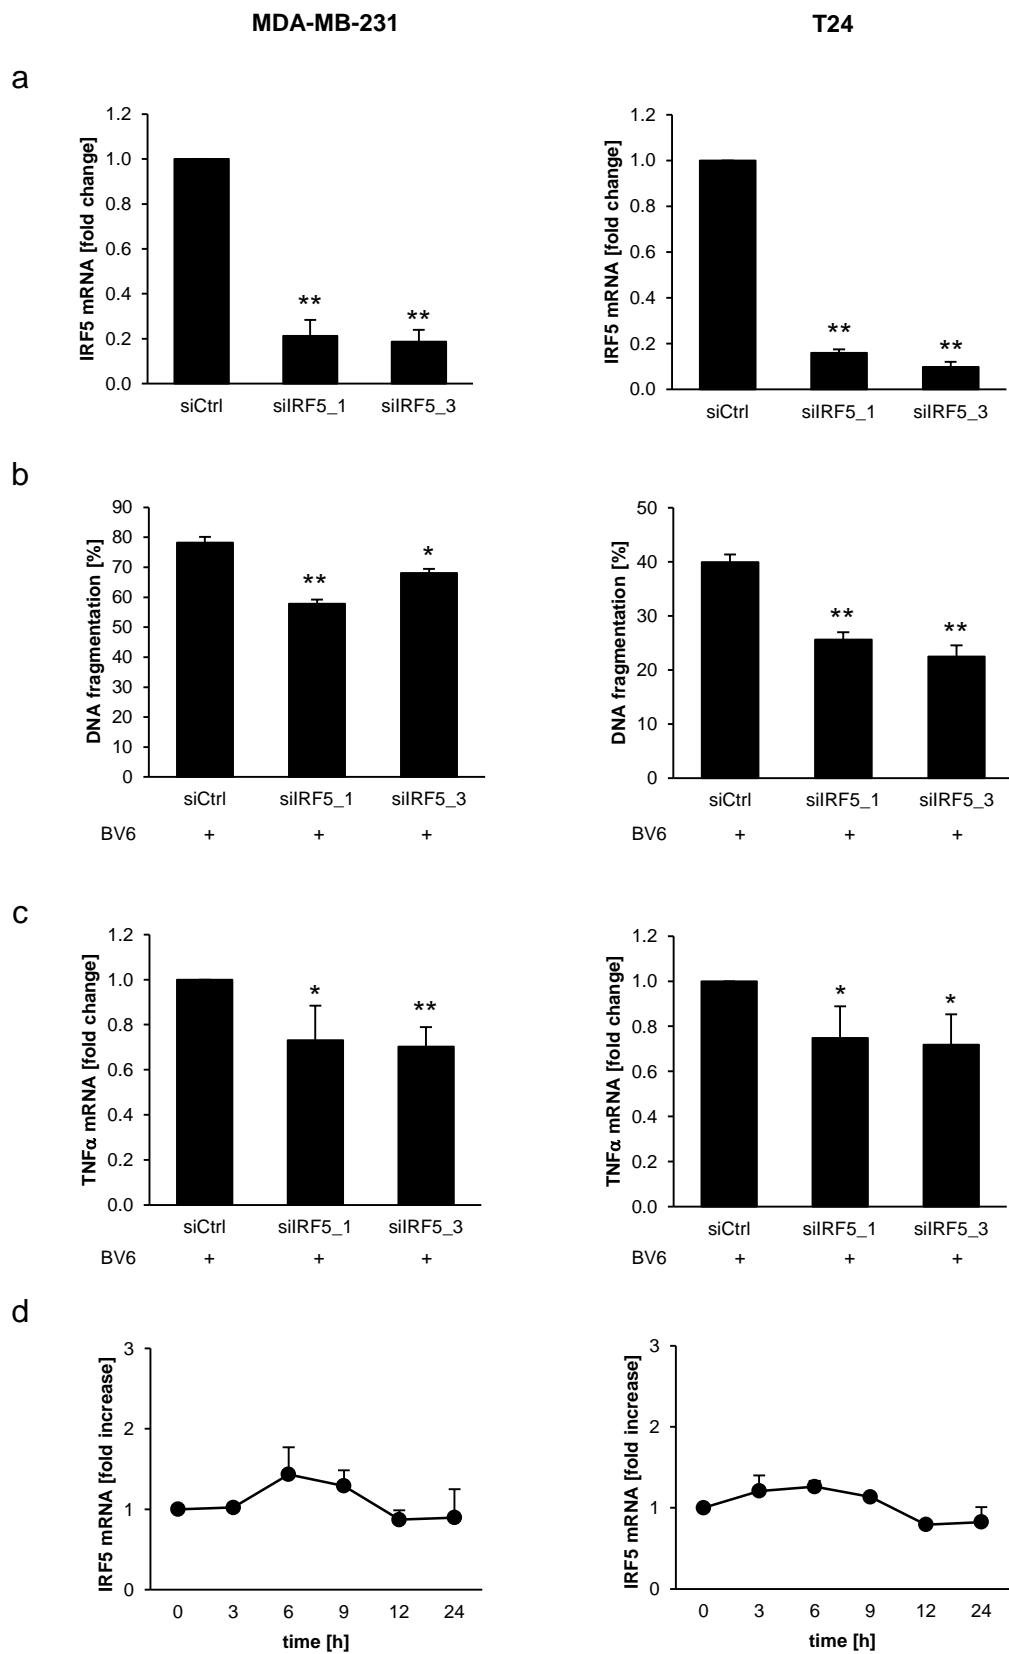 MDA-MB-231
T24
a
IRF5 mRNA [fold change]
1.2
1.0
0.8
0.6
0.4
0.2
0.0
**
**
siCtrl siIRF5_1 siIRF5_3
IRF5 mRNA [fold change]
1.2
1.0
0.8
0.6
0.4
0.2
0.0
**
**
siCtrl siIRF5_1 siIRF5_3
b
DNA fragmentation [%]
90
80
70
60
50
40
30
20
10
0
**
*
siCtrl siIRF5_1 siIRF5_3
BV6 + + +
DNA fragmentation [%]
50
40
30
20
10
0
**
**
siCtrl siIRF5_1 siIRF5_3
BV6 + + +
c
TNFα mRNA [fold change]
1.2
1.0
0.8
0.6
0.4
0.2
0.0
*
**
siCtrl siIRF5_1 siIRF5_3
BV6 + + +
TNFα mRNA [fold change]
1.2
1.0
0.8
0.6
0.4
0.2
0.0
*
*
siCtrl siIRF5_1 siIRF5_3
BV6 + + +
d
IRF5 mRNA [fold increase]
3
2
1
0
0 3 6 9 12 24
time [h]
IRF5 mRNA [fold increase]
3
2
1
0
0 3 6 9 12 24
time [h]